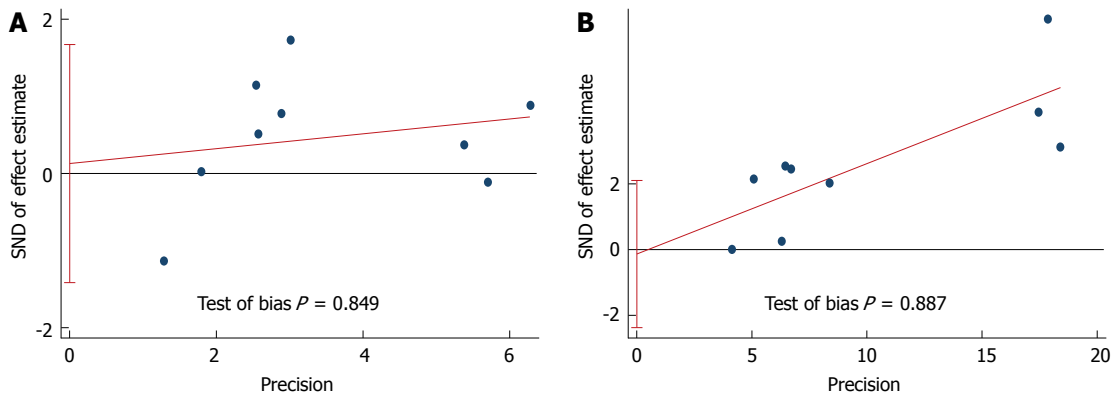 A
SND of effect estimate
2
0
-2
Test of bias P = 0.849
0 2 4 6
Precision
B
SND of effect estimate
2
0
-2
Test of bias P = 0.887
0 5 10 15 20
Precision